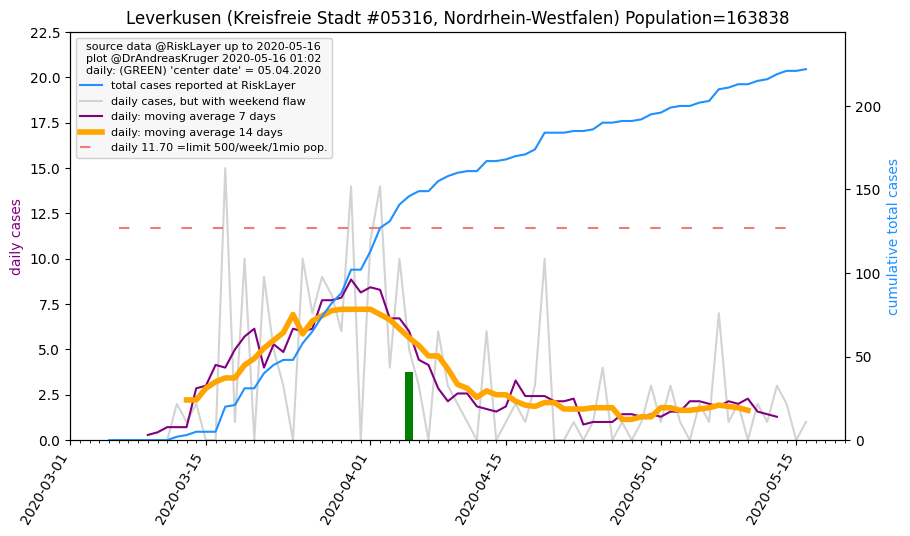 Leverkusen (Kreisfreie Stadt #05316, Nordrhein-Westfalen) Population=163838
source data @RiskLayer up to 2020-05-16
plot @DrAndreasKruger 2020-05-16 01:02
daily: (GREEN) 'center date' = 05.04.2020
total cases reported at RiskLayer
daily cases, but with weekend flaw
daily: moving average 7 days
daily: moving average 14 days
daily 11.70 =limit 500/week/1mio pop.
daily cases
22.5
20.0
17.5
15.0
12.5
10.0
7.5
5.0
2.5
0.0
200
150
100
50
0
cumulative total cases
2020-03-01
2020-03-15
2020-04-01
2020-04-15
2020-05-01
2020-05-15